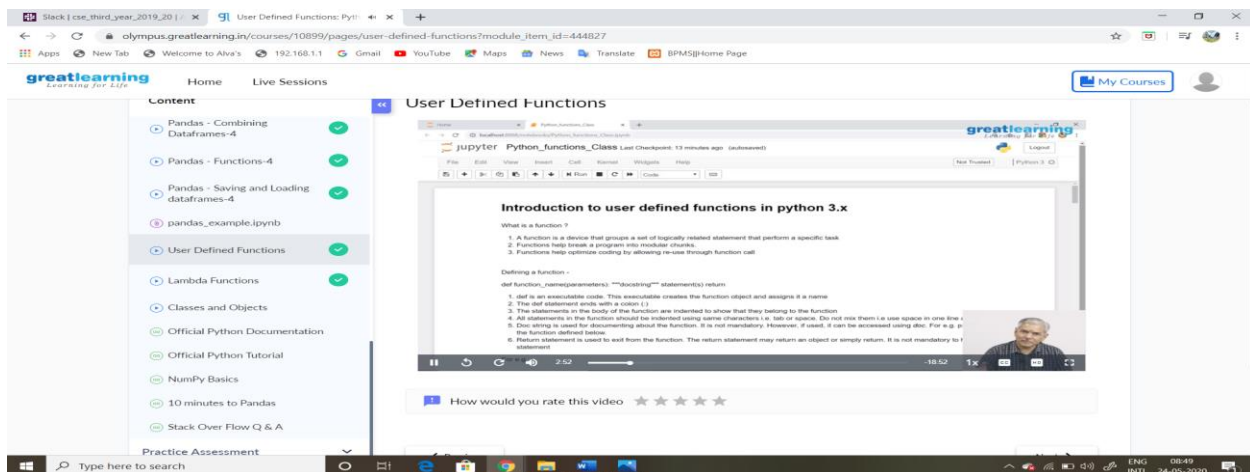 Slack | cse_third_year_2019_20 |
User Defined Functions: Pyth
olympus.greatlearning.in/courses/10899/pages/user-defined-functions?module_item_id=444827
Apps New Tab Welcome to Alva's 192.168.1.1 Gmail YouTube Maps News Translate BPMS||Home Page
greatlearning
Learning for Life
Home Live Sessions
My Courses
Content
Pandas - Combining
Dataframes-4
Pandas - Functions-4
Pandas - Saving and Loading
dataframes-4
pandas_example.ipynb
User Defined Functions
Lambda Functions
Classes and Objects
Official Python Documentation
Official Python Tutorial
NumPy Basics
10 minutes to Pandas
Stack Over Flow Q & A
Practice Assessment
User Defined Functions
greatlearning
jupyter Python_functions_Class Last Checkpoint: 13 minutes ago (autosaved)
Logout
File Edit View Insert Cell Kernel Widgets Help
Not Trusted Python 3
Run Code
Introduction to user defined functions in python 3.x
What is a function ?
1. A function is a device that groups a set of logically related statement that perform a specific task
2. Functions help break a program into modular chunks.
3. Functions help optimize coding by allowing re-use through function call
Defining a function -
def function_name(parameters): """docstring""" statement(s) return
1. def is an executable code. This executable creates the function object and assigns it a name
2. The def statement ends with a colon (:)
3. The statements in the body of the function are indented to show that they belong to the function
4. All statements in the function should be indented using same characters i.e. tab or space. Do not mix them i.e use space in one line
5. Doc string is used for documenting about the function. It is not mandatory. However, if used, it can be accessed using doc. For e.g.
the function defined below.
6. Return statement is used to exit from the function. The return statement may return an object or simply return. It is not mandatory to
statement
2:52
-18:52 1x
How would you rate this video
Type here to search
ENG 08:49
INTL 24-05-2020